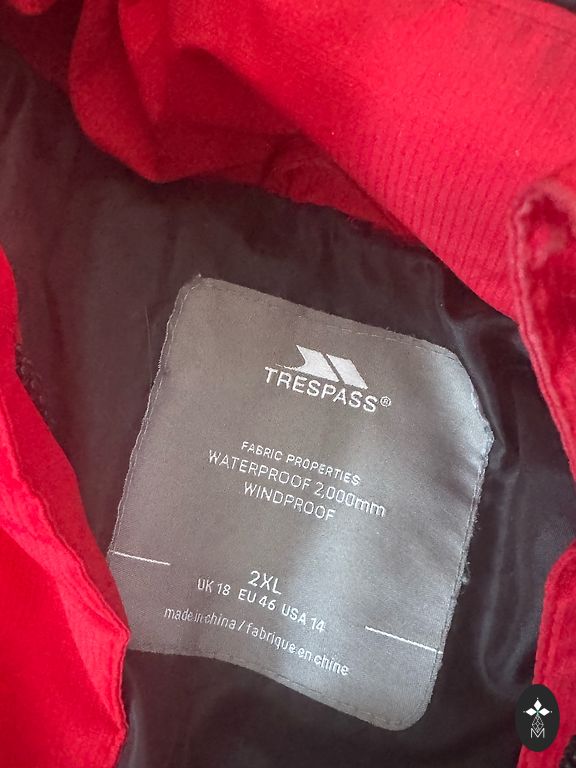 TRESPASS®
FABRIC PROPERTIES
WATERPROOF 2,000mm
WINDPROOF
2XL
UK 18 EU 46 USA 14
made in china / fabrique en chine
M